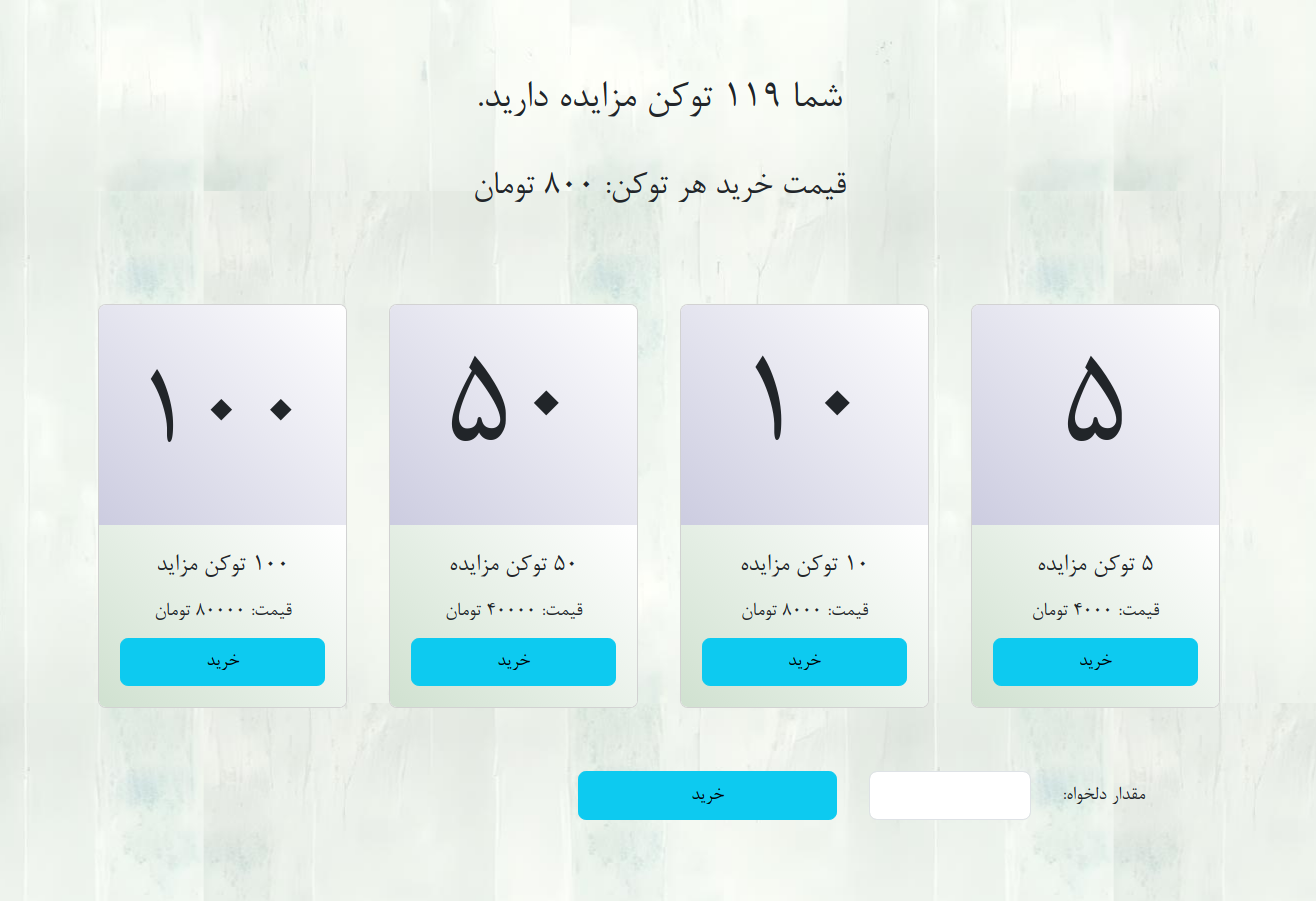 شما ۱۱۹ توکن مزایده دارید.
قیمت خرید هر توکن: ۸۰۰ تومان
۵
۵ توکن مزایده
قیمت: ۴۰۰۰ تومان
خرید
۱۰
۱۰ توکن مزایده
قیمت: ۸۰۰۰ تومان
خرید
۵۰
۵۰ توکن مزایده
قیمت: ۴۰۰۰۰ تومان
خرید
۱۰۰
۱۰۰ توکن مزاید
قیمت: ۸۰۰۰۰ تومان
خرید
مقدار دلخواه:
خرید